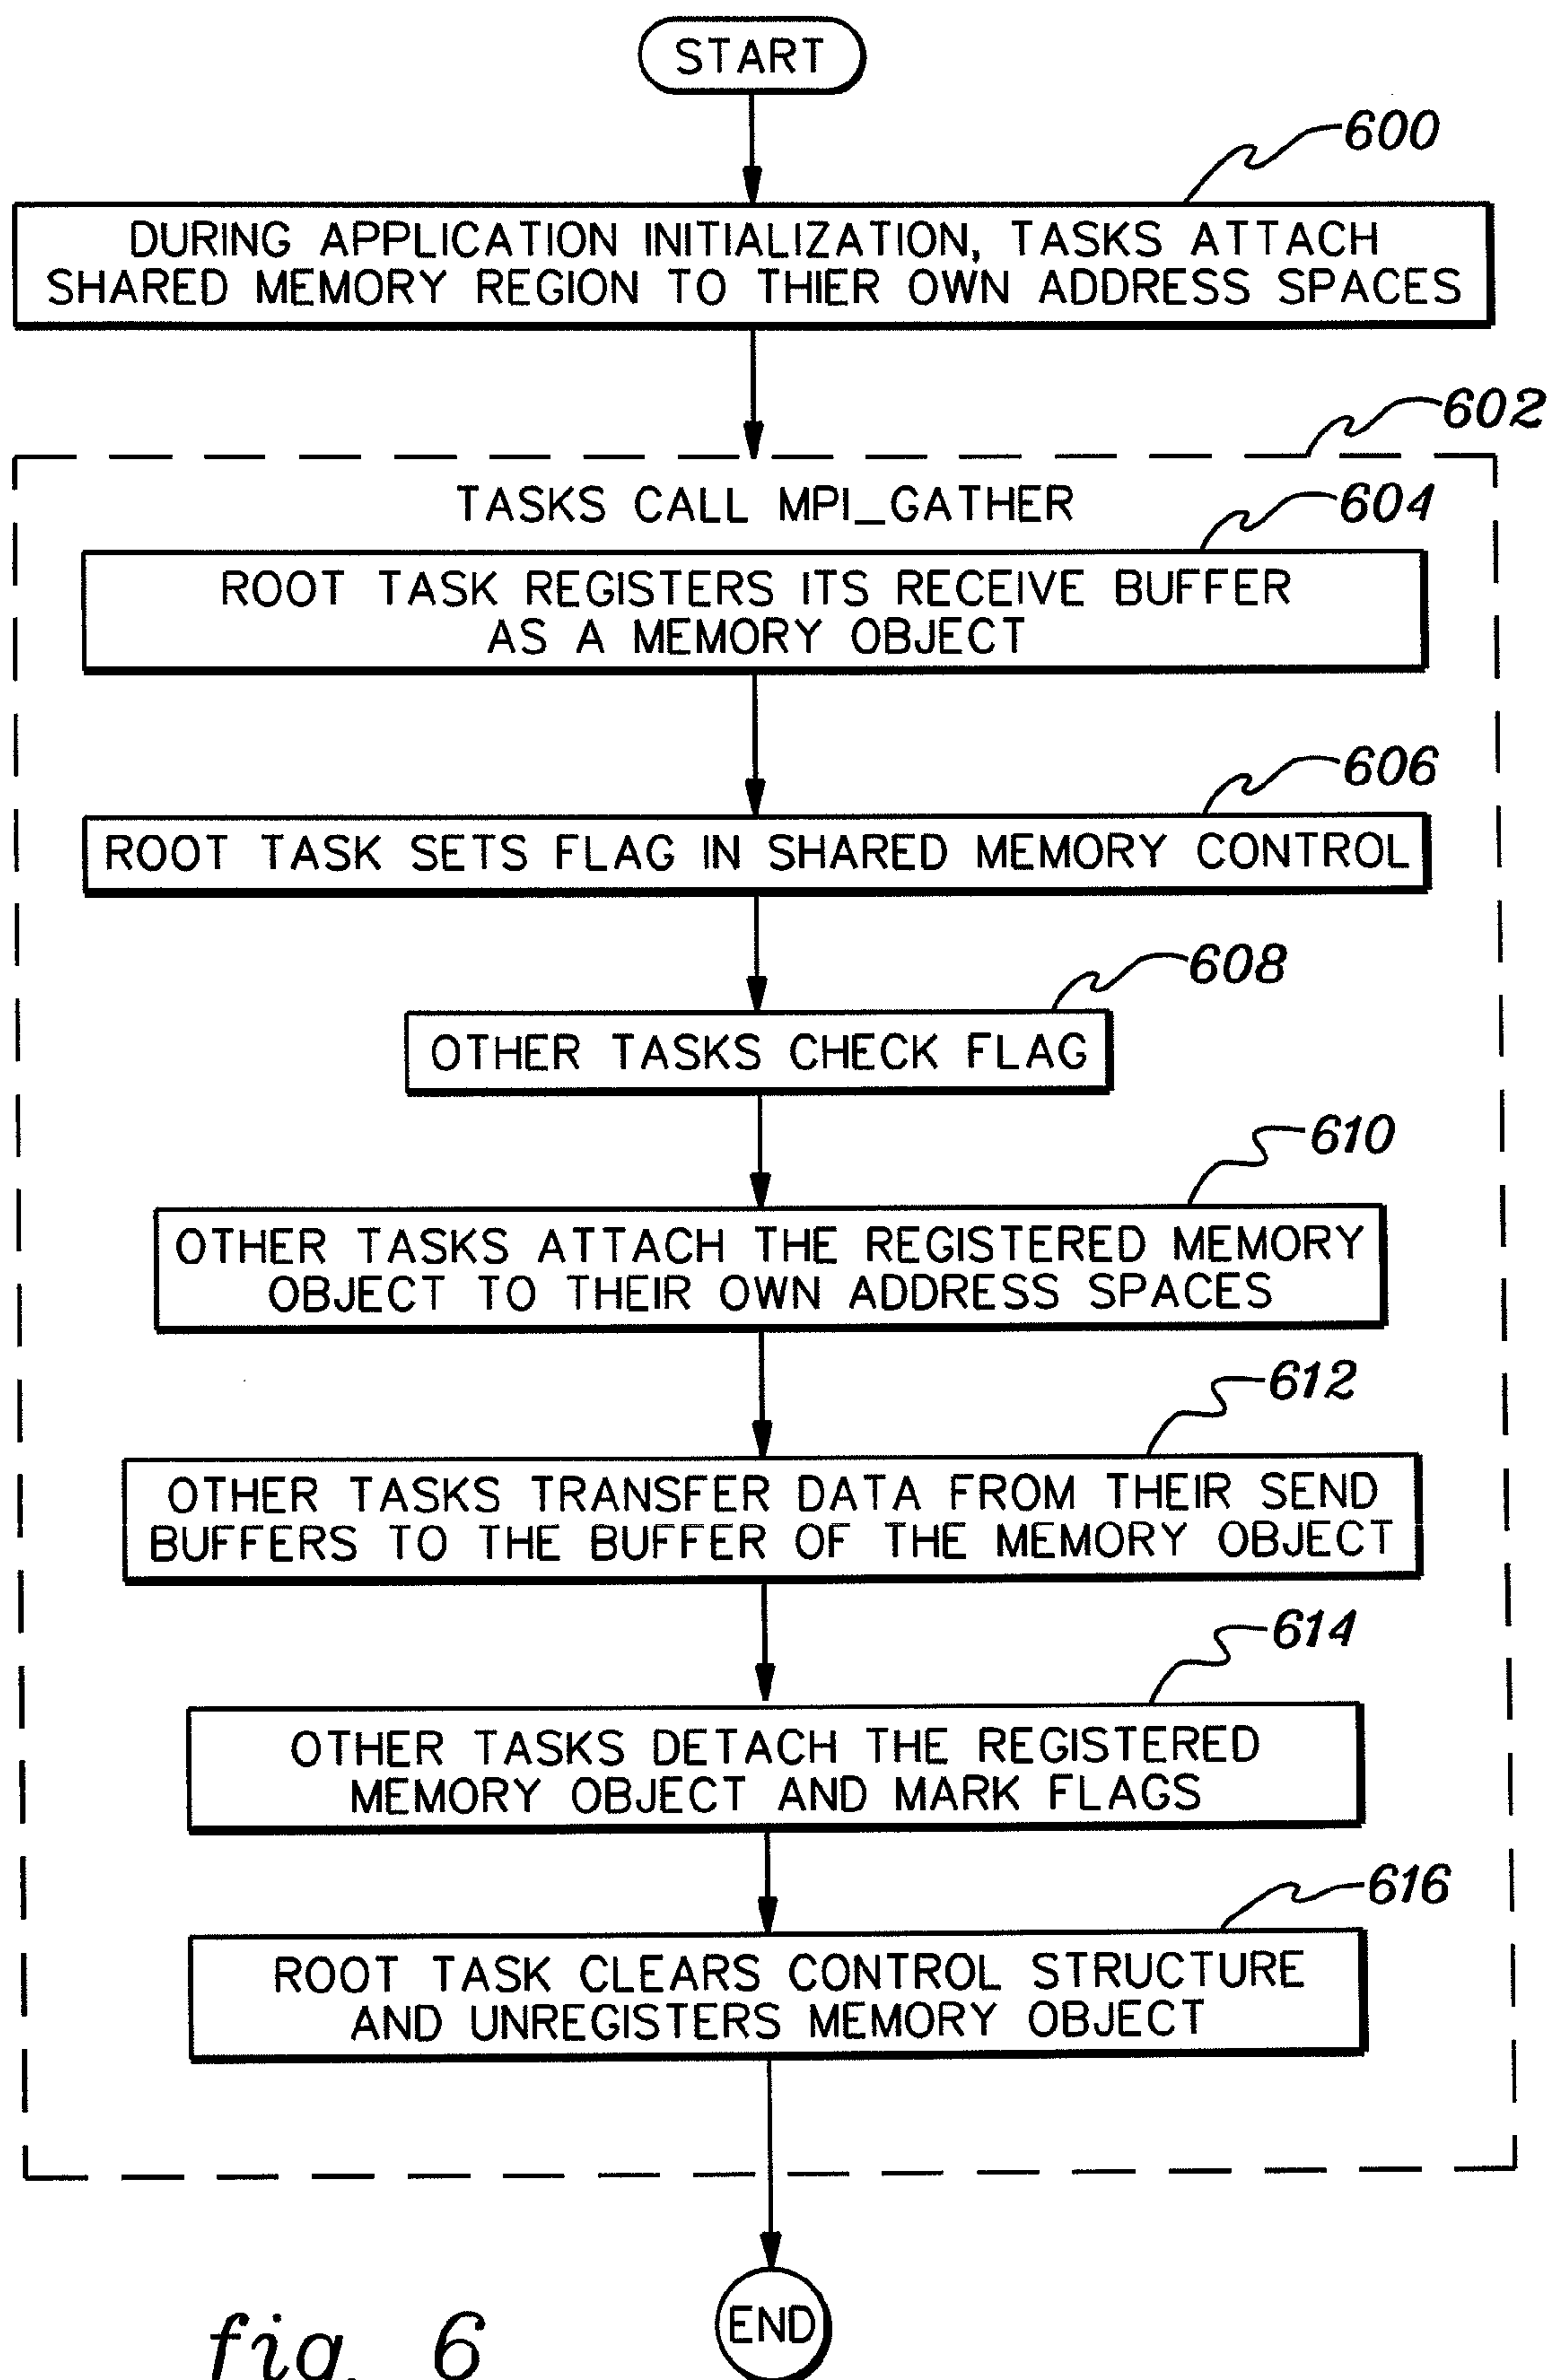 START
600
DURING APPLICATION INITIALIZATION, TASKS ATTACH
SHARED MEMORY REGION TO THIER OWN ADDRESS SPACES
602
TASKS CALL MPI_GATHER
604
ROOT TASK REGISTERS ITS RECEIVE BUFFER
AS A MEMORY OBJECT
606
ROOT TASK SETS FLAG IN SHARED MEMORY CONTROL
608
OTHER TASKS CHECK FLAG
610
OTHER TASKS ATTACH THE REGISTERED MEMORY
OBJECT TO THEIR OWN ADDRESS SPACES
612
OTHER TASKS TRANSFER DATA FROM THEIR SEND
BUFFERS TO THE BUFFER OF THE MEMORY OBJECT
614
OTHER TASKS DETACH THE REGISTERED
MEMORY OBJECT AND MARK FLAGS
616
ROOT TASK CLEARS CONTROL STRUCTURE
AND UNREGISTERS MEMORY OBJECT
END
fig. 6